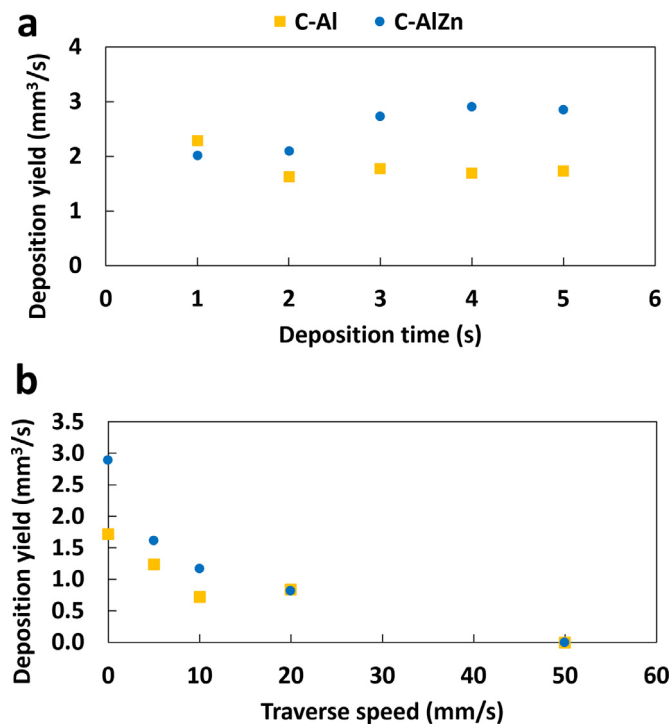 a
C-Al C-AlZn
Deposition yield (mm³/s)
4
3
2
1
0
0 1 2 3 4 5 6
Deposition time (s)
b
Deposition yield (mm³/s)
3.5
3.0
2.5
2.0
1.5
1.0
0.5
0.0
0 10 20 30 40 50 60
Traverse speed (mm/s)